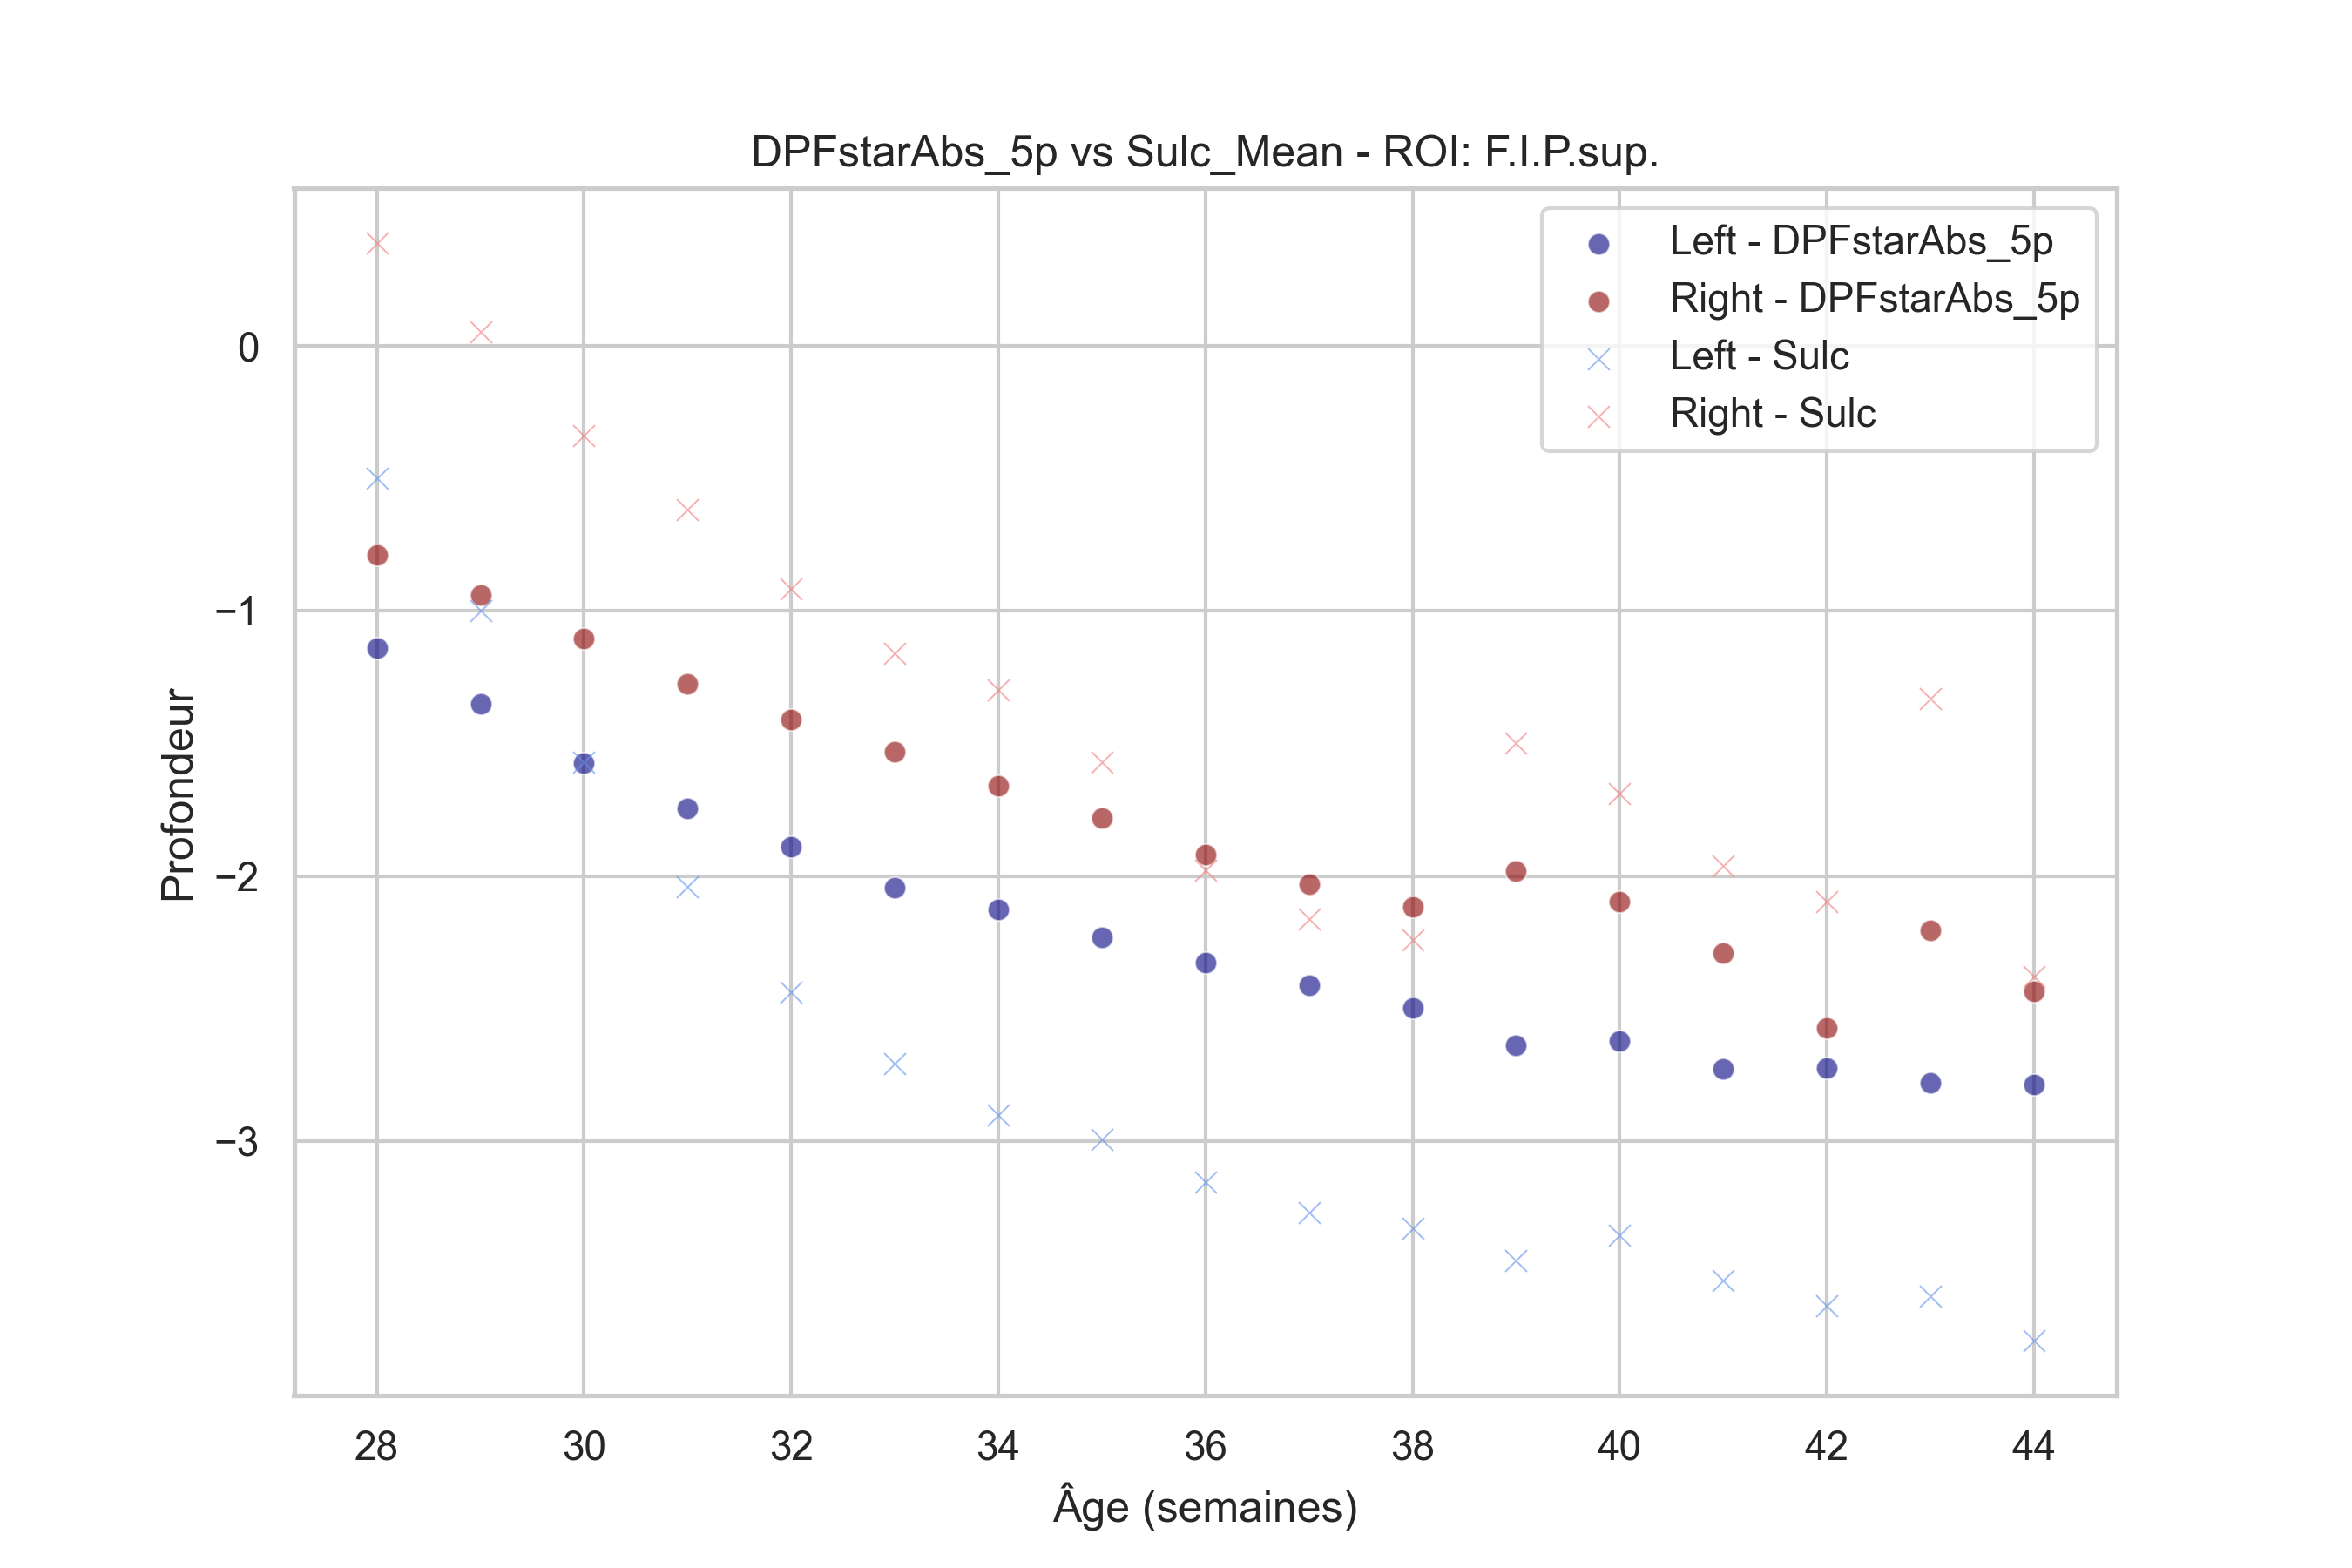 DPFstarAbs_5p vs Sulc_Mean - ROI: F.I.P.sup.
Left - DPFstarAbs_5p
Right - DPFstarAbs_5p
Left - Sulc
Right - Sulc
Profondeur
0
−1
−2
−3
28 30 32 34 36 38 40 42 44
Âge (semaines)